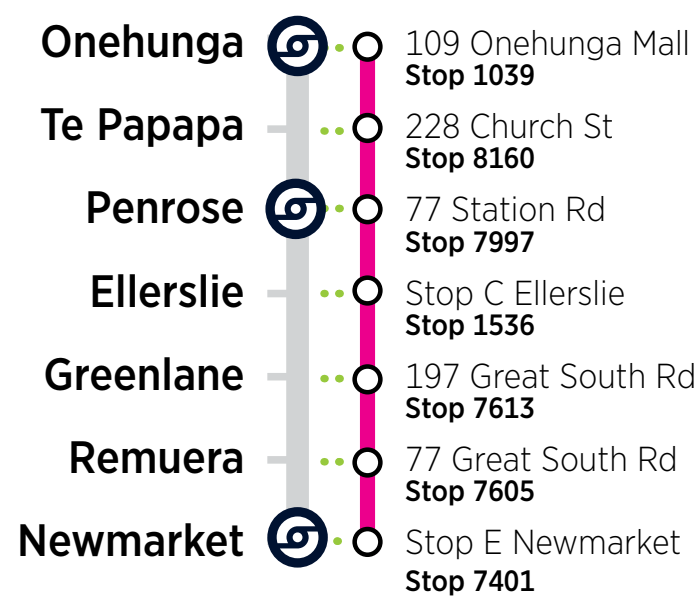 Onehunga
109 Onehunga Mall
Stop 1039
Te Papapa
228 Church St
Stop 8160
Penrose
77 Station Rd
Stop 7997
Ellerslie
Stop C Ellerslie
Stop 1536
Greenlane
197 Great South Rd
Stop 7613
Remuera
77 Great South Rd
Stop 7605
Newmarket
Stop E Newmarket
Stop 7401